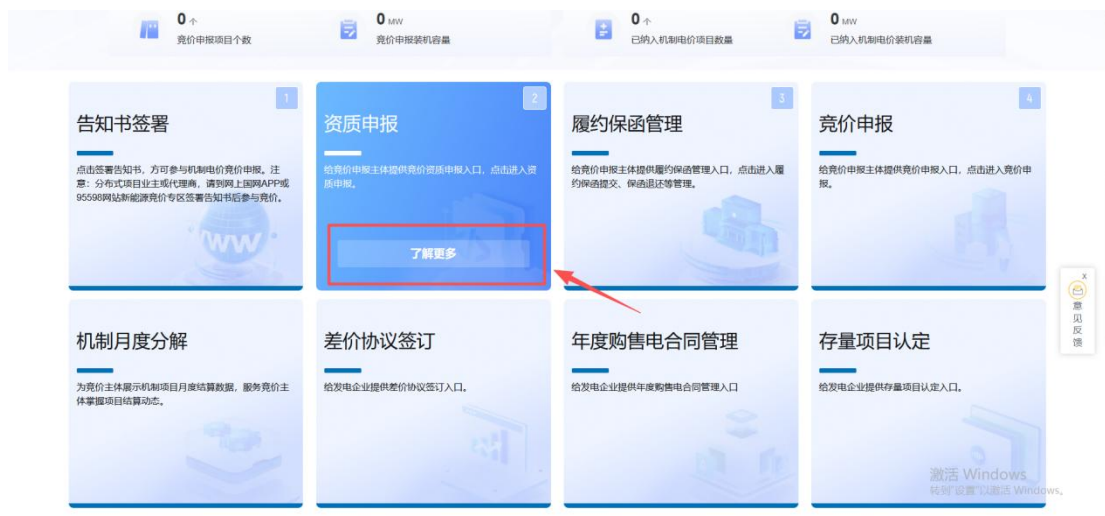 0 个
竞价申报项目个数
0 MW
竞价申报装机容量
0 个
已纳入机制电价项目数量
0 MW
已纳入机制电价装机容量
1
告知书签署
点击签署告知书，方可参与机制电价竞价申报。注
意：分布式项目业主或代理商，请到网上国网APP或
95598网站新能源竞价专区签署告知书后参与竞价。
WW
2
资质申报
给竞价申报主体提供竞价资质申报入口，点击进入资
质申报。
了解更多
3
履约保函管理
给竞价申报主体提供履约保函管理入口，点击进入履
约保函提交、保函退还等管理。
4
竞价申报
给竞价申报主体提供竞价申报入口，点击进入竞价申
报。
机制月度分解
为竞价主体展示机制项目月度结算数据，服务竞价主
体掌握项目结算动态。
差价协议签订
给发电企业提供差价协议签订入口。
年度购售电合同管理
给发电企业提供年度购售电合同管理入口
存量项目认定
给发电企业提供存量项目认定入口。
x
意
见
反
馈
激活 Windows
转到"设置"以激活 Windows。